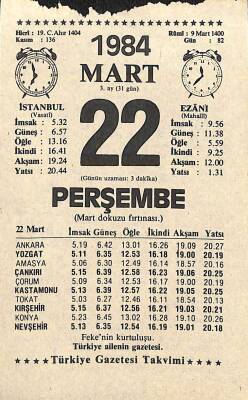 Hicrî : 19. C. Ahır 1404
Kasım : 136
Rûmî : 9 Mart 1400
Gün : 82
1984
MART
3. ay (31 gün)
22
(Günün uzaması: 3 dakika)
İSTANBUL
(Vasatî)
İmsak : 5.32
Güneş : 6.57
Öğle : 13.16
İkindi : 16.41
Akşam : 19.24
Yatsı : 20.44
EZÂNÎ
(Mahallî)
İmsak : 9.56
Güneş : 11.38
Öğle : 5.59
İkindi : 9.25
Akşam : 12.00
Yatsı : 1.31
PERŞEMBE
(Mart dokuzu fırtınası.)
22 Mart İmsak Güneş Öğle İkindi Akşam Yatsı
ANKARA 5.19 6.42 13.01 16.26 19.09 20.27
YOZGAT 5.11 6.35 12.53 16.18 19.00 20.19
AMASYA 5.06 6.30 12.49 16.14 18.57 20.16
ÇANKIRI 5.15 6.39 12.58 16.23 19.06 20.25
ÇORUM 5.09 6.34 12.53 16.17 19.00 20.19
KASTAMONU 5.13 6.39 12.57 16.22 19.05 20.25
TOKAT 5.03 6.27 12.46 16.11 18.54 20.13
KIRŞEHİR 5.15 6.37 12.56 16.21 19.03 20.21
KONYA 5.23 6.45 13.02 16.28 19.10 20.26
NEVŞEHİR 5.13 6.35 12.54 16.19 19.01 20.18
Feke'nin kurtuluşu.
Türkiye ailenin gazetesi.
★★★★ Türkiye Gazetesi Takvimi ★★★★